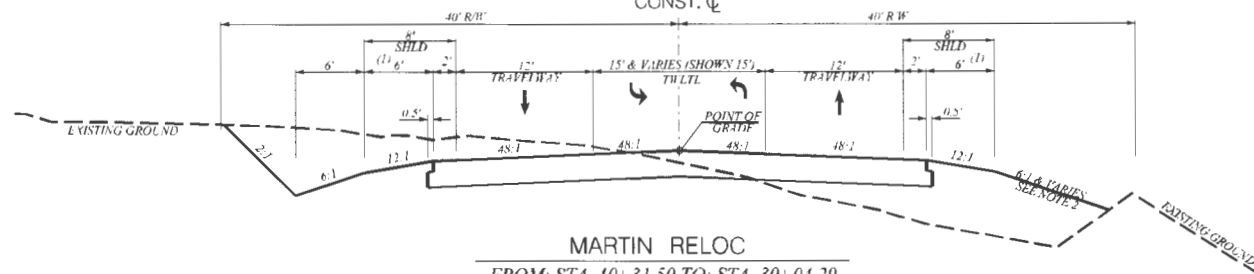 CONST. ℄
40' R/W
40' R/W
8'
SHLD
8'
SHLD
6'
(1)
6'
2'
12'
TRAVELWAY
15' & VARIES (SHOWN 15')
TWLTL
12'
TRAVELWAY
2'
6'
(1)
0.5'
0.5'
POINT OF
GRADE
EXISTING GROUND
2:1
6:1
12:1
48:1
48:1
48:1
48:1
12:1
6:1 & VARIES
SEE NOTE 2
EXISTING GROUND
MARTIN RELOC